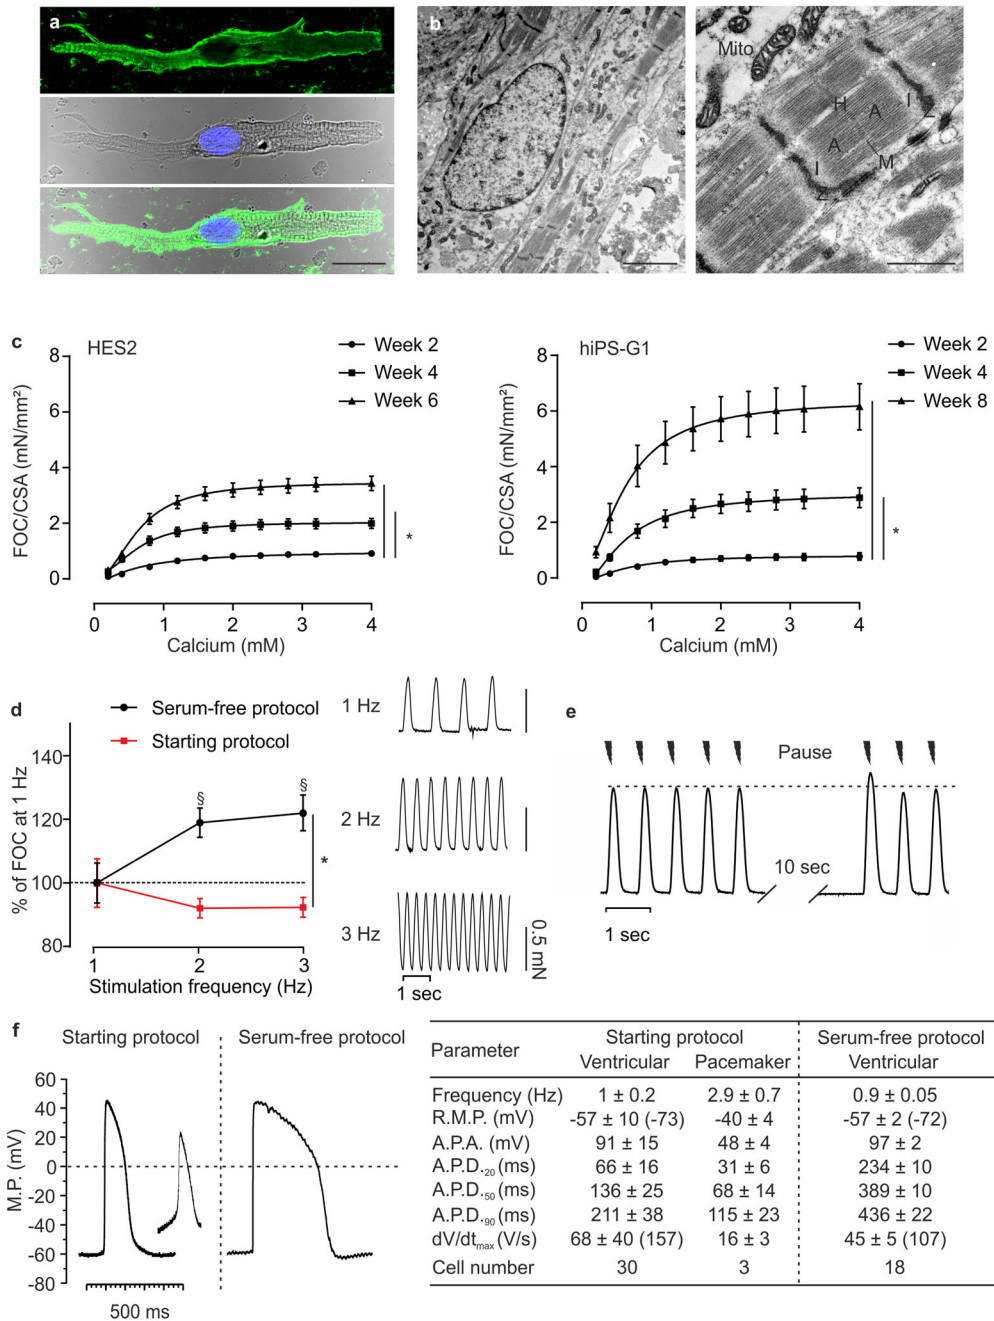 a
b
Mito
H
A
I
A
M
I
Z
Z
c
HES2
Week 2
Week 4
Week 6
FOC/CSA (mN/mm²)
8
6
4
2
0
0 1 2 3 4
Calcium (mM)
*
hiPS-G1
Week 2
Week 4
Week 8
FOC/CSA (mN/mm²)
8
6
4
2
0
0 1 2 3 4
Calcium (mM)
*
d
Serum-free protocol
Starting protocol
% of FOC at 1 Hz
140
120
100
80
§ §
*
1 2 3
Stimulation frequency (Hz)
1 Hz
2 Hz
3 Hz
0.5 mN
1 sec
e
Pause
10 sec
1 sec
f
Starting protocol Serum-free protocol
M.P. (mV)
60
40
20
0
-20
-40
-60
-80
500 ms
Parameter Starting protocol Serum-free protocol
Ventricular Pacemaker Ventricular
Frequency (Hz) 1 ± 0.2 2.9 ± 0.7 0.9 ± 0.05
R.M.P. (mV) -57 ± 10 (-73) -40 ± 4 -57 ± 2 (-72)
A.P.A. (mV) 91 ± 15 48 ± 4 97 ± 2
A.P.D.20 (ms) 66 ± 16 31 ± 6 234 ± 10
A.P.D.50 (ms) 136 ± 25 68 ± 14 389 ± 10
A.P.D.90 (ms) 211 ± 38 115 ± 23 436 ± 22
dV/dtmax (V/s) 68 ± 40 (157) 16 ± 3 45 ± 5 (107)
Cell number 30 3 18